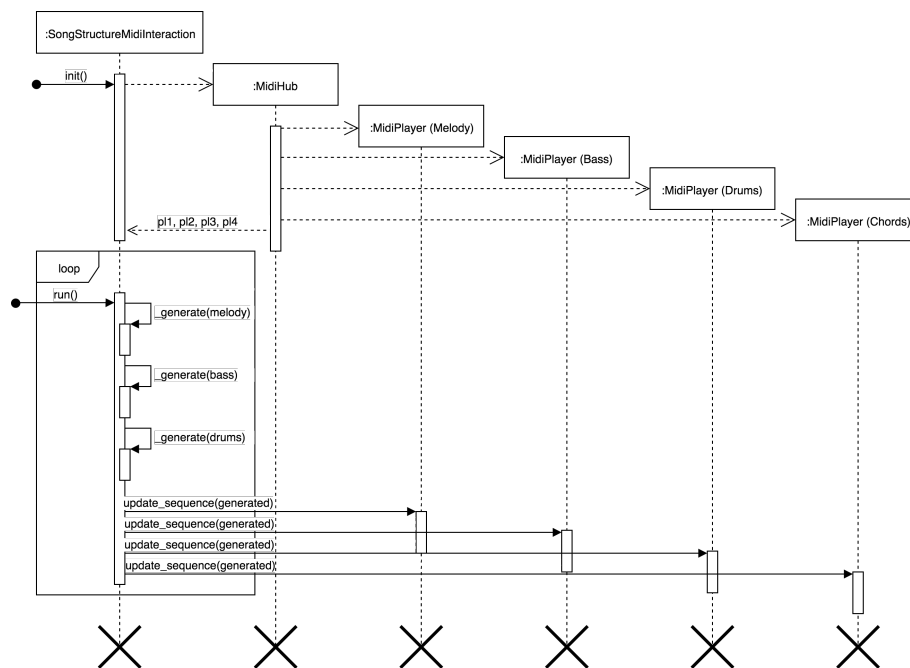 :SongStructureMidiInteraction
init()
:MidiHub
:MidiPlayer (Melody)
:MidiPlayer (Bass)
:MidiPlayer (Drums)
:MidiPlayer (Chords)
pl1, pl2, pl3, pl4
loop
run()
_generate(melody)
_generate(bass)
_generate(drums)
update_sequence(generated)
update_sequence(generated)
update_sequence(generated)
update_sequence(generated)